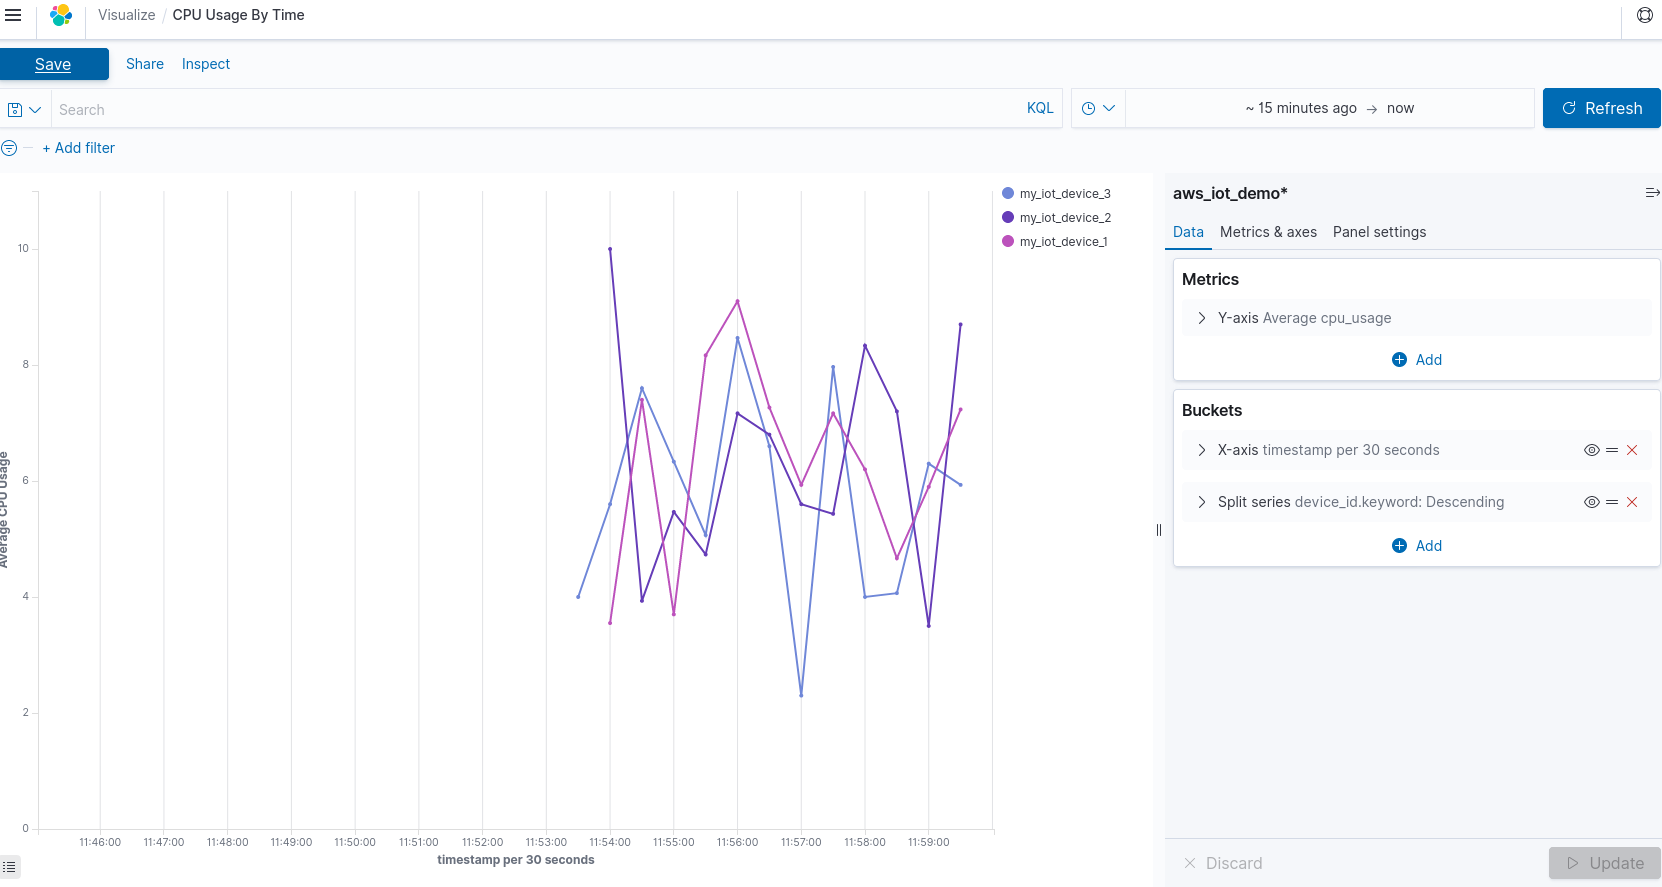 Visualize / CPU Usage By Time
Save Share Inspect
Search KQL ~ 15 minutes ago → now Refresh
+ Add filter
my_iot_device_3
my_iot_device_2
my_iot_device_1
10
8
6
4
2
0
Average CPU Usage
11:46:00 11:47:00 11:48:00 11:49:00 11:50:00 11:51:00 11:52:00 11:53:00 11:54:00 11:55:00 11:56:00 11:57:00 11:58:00 11:59:00
timestamp per 30 seconds
aws_iot_demo*
Data Metrics & axes Panel settings
Metrics
Y-axis Average cpu_usage
Add
Buckets
X-axis timestamp per 30 seconds
Split series device_id.keyword: Descending
Add
Discard Update